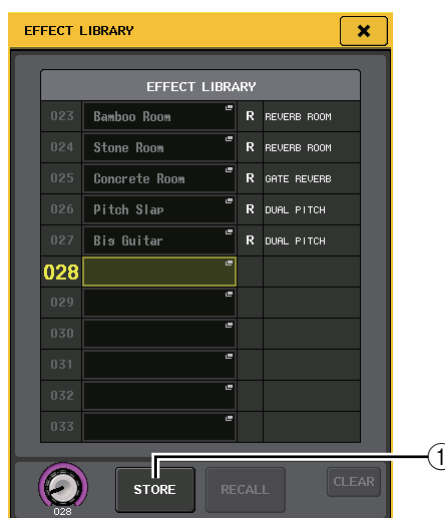 EFFECT LIBRARY
EFFECT LIBRARY
023 Bamboo Room R REVERB ROOM
024 Stone Room R REVERB ROOM
025 Concrete Room R GATE REVERB
026 Pitch Slap R DUAL PITCH
027 Big Guitar R DUAL PITCH
028
029
030
031
032
033
028 STORE RECALL CLEAR
1